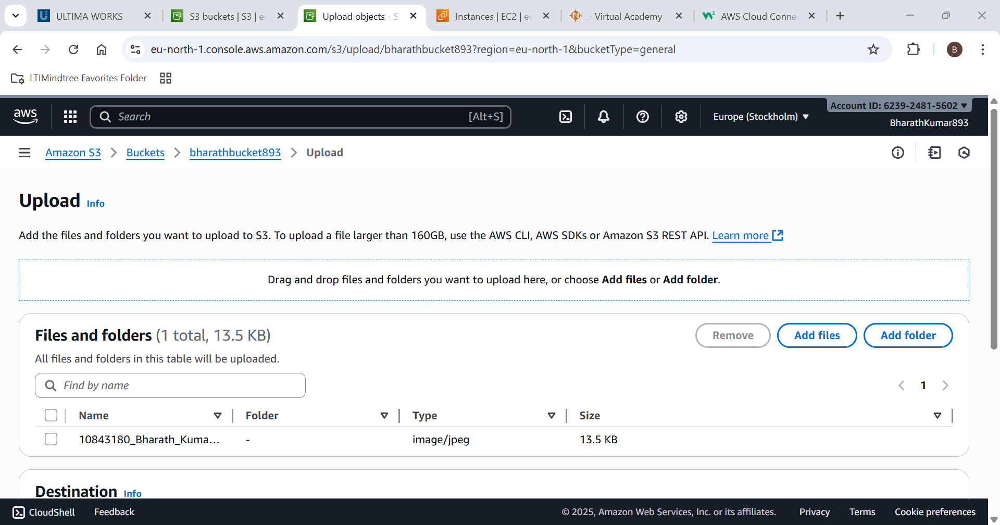 ULTIMA WORKS
S3 buckets | S3 | eu
Upload objects - S
Instances | EC2 | eu
- Virtual Academy
AWS Cloud Conne
eu-north-1.console.aws.amazon.com/s3/upload/bharathbucket893?region=eu-north-1&bucketType=general
B
LTIMindtree Favorites Folder
aws
Search
[Alt+S]
Europe (Stockholm)
Account ID: 6239-2481-5602
BharathKumar893
Amazon S3 > Buckets > bharathbucket893 > Upload
Upload Info
Add the files and folders you want to upload to S3. To upload a file larger than 160GB, use the AWS CLI, AWS SDKs or Amazon S3 REST API. Learn more
Drag and drop files and folders you want to upload here, or choose Add files or Add folder.
Files and folders (1 total, 13.5 KB)
Remove
Add files
Add folder
All files and folders in this table will be uploaded.
Find by name
1
Name Folder Type Size
10843180_Bharath_Kuma... - image/jpeg 13.5 KB
Destination Info
CloudShell Feedback © 2025, Amazon Web Services, Inc. or its affiliates. Privacy Terms Cookie preferences